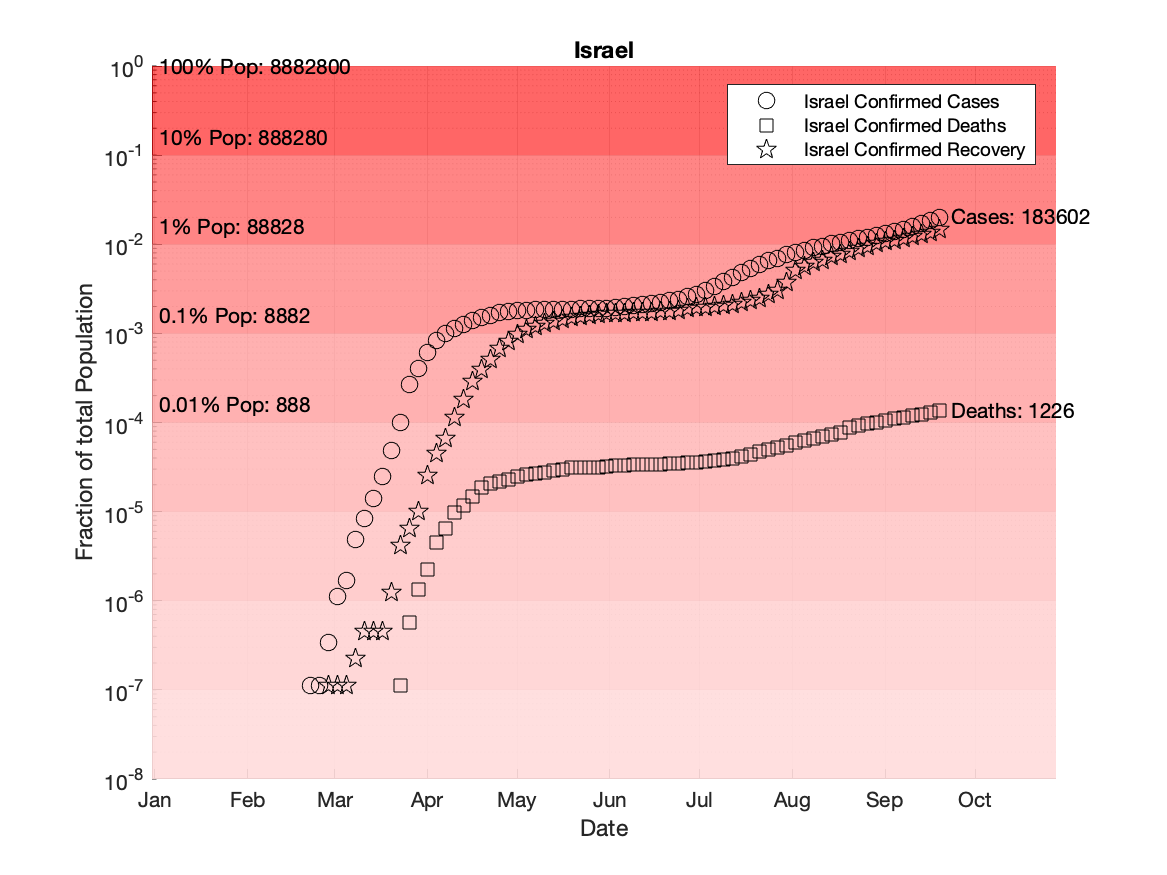 Israel
10^0
100% Pop: 8882800
Israel Confirmed Cases
Israel Confirmed Deaths
Israel Confirmed Recovery
10% Pop: 888280
10^-1
1% Pop: 88828
Cases: 183602
10^-2
0.1% Pop: 8882
10^-3
0.01% Pop: 888
Deaths: 1226
10^-4
10^-5
10^-6
10^-7
10^-8
Fraction of total Population
Jan Feb Mar Apr May Jun Jul Aug Sep Oct
Date